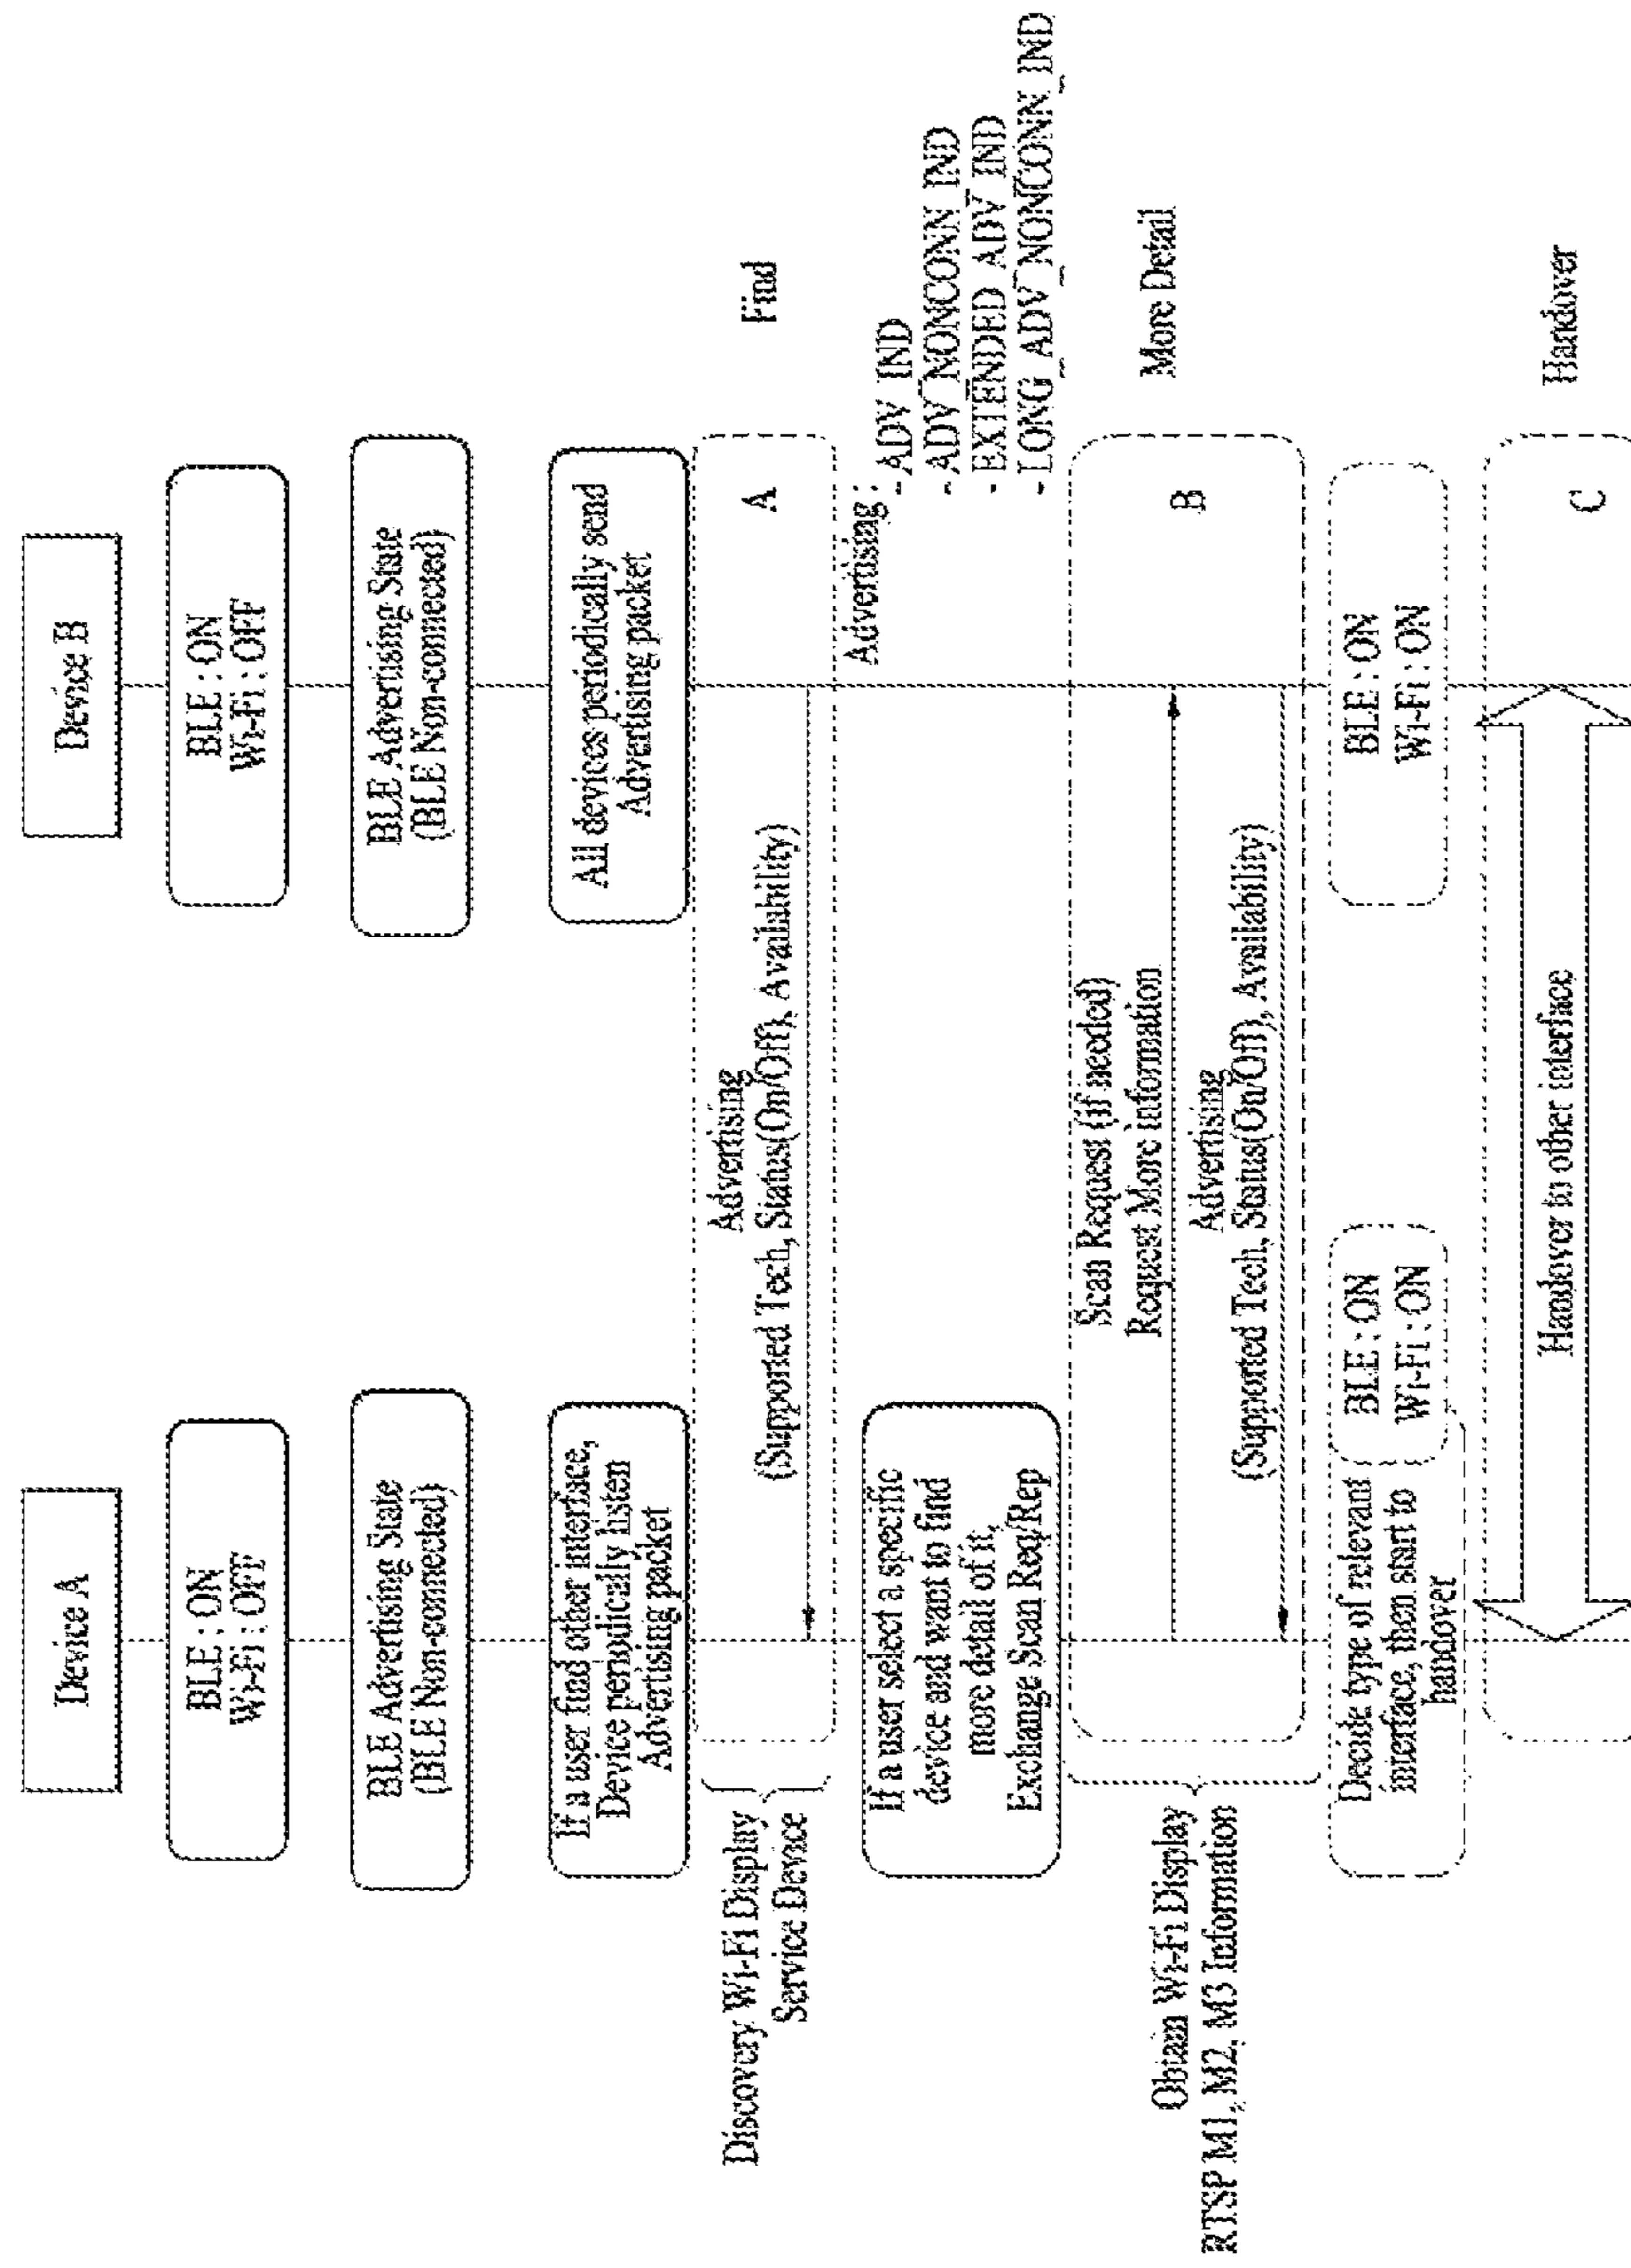 Device A
Device B
BLE : ON
Wi-Fi : OFF
BLE : ON
Wi-Fi : OFF
BLE Advertising State
(BLE Non-connected)
BLE Advertising State
(BLE Non-connected)
If a user find other interface,
Device periodically listen
Advertising packet
All devices periodically send
Advertising packet
Discovery Wi-Fi Display
Service Device
Advertising
(Supported Tech, Status(On/Off), Availability)
A
Find
If a user select a specific
device and want to find
more detail of it,
Exchange Scan Req/Rep
Advertising :
- ADV_IND
- ADV_NONCONN_IND
- EXTENDED_ADV_IND
- LONG_ADV_NONCONN_IND
Obtain Wi-Fi Display
RTSP M1, M2, M3 Information
Scan Request (if needed)
Request More information
Advertising
(Supported Tech, Status(On/Off), Availability)
B
More Detail
Decide type of relevant
interface, then start to
handover
BLE : ON
Wi-Fi : ON
BLE : ON
Wi-Fi : ON
Handover to other interface
C
Handover